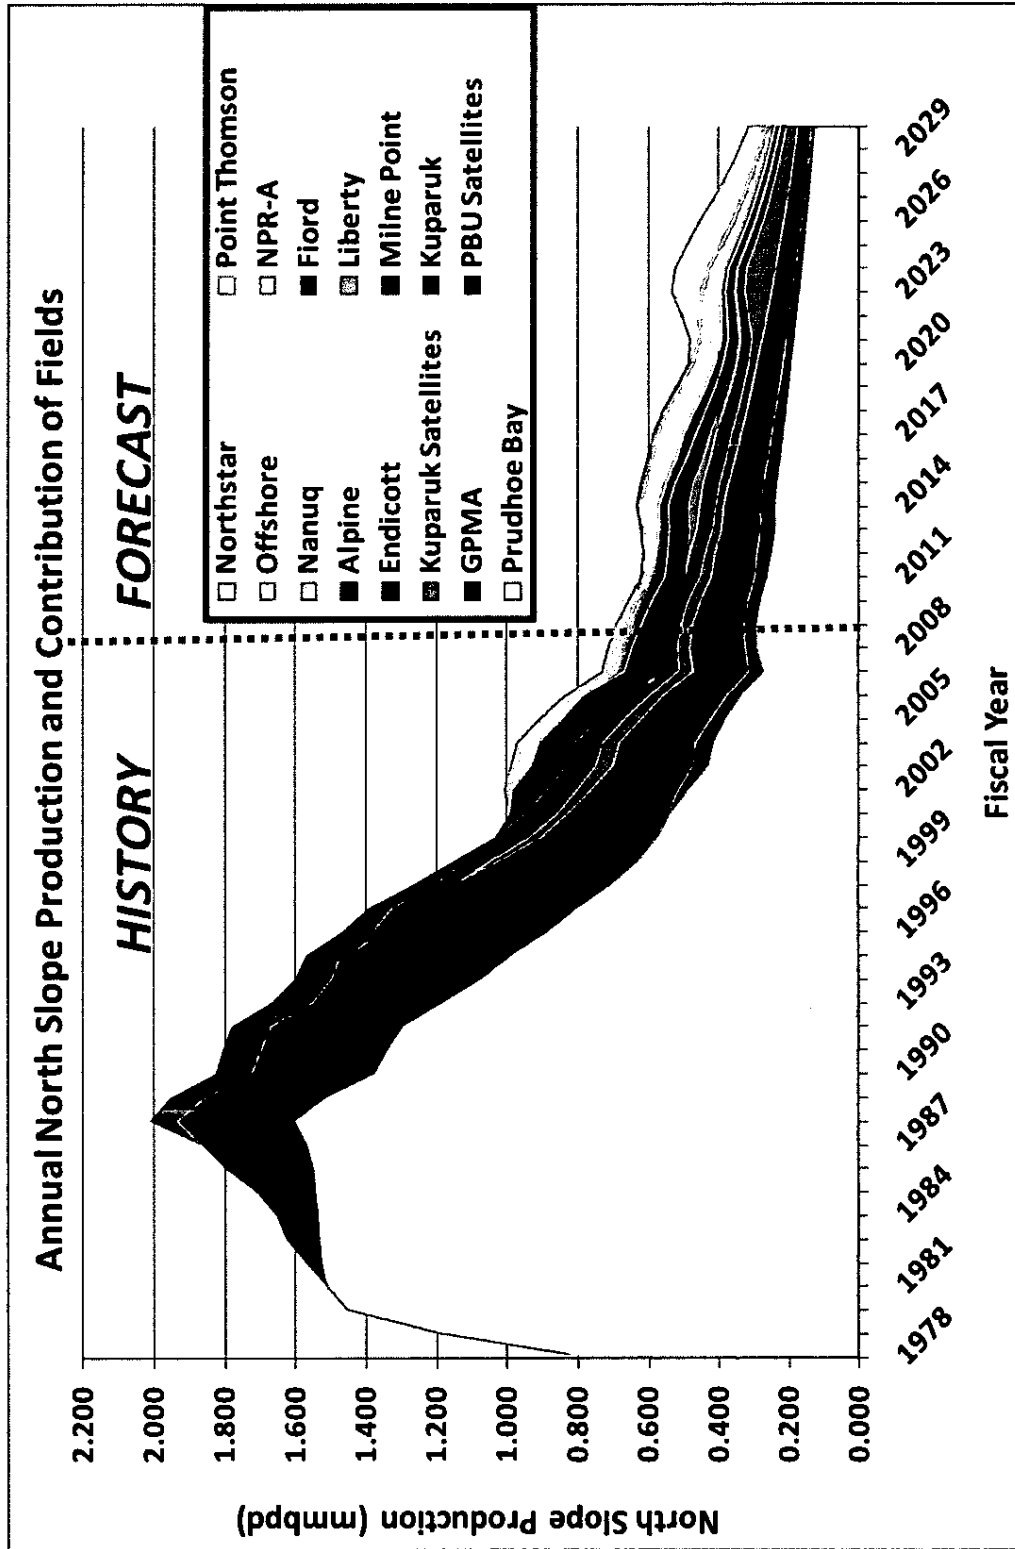 Annual North Slope Production and Contribution of Fields
HISTORY
FORECAST
Northstar
Point Thomson
Offshore
NPR-A
Nanuq
Fiord
Alpine
Liberty
Endicott
Milne Point
Kuparuk Satellites
Kuparuk
GPMA
PBU Satellites
Prudhoe Bay
North Slope Production (mmbpd)
2.200
2.000
1.800
1.600
1.400
1.200
1.000
0.800
0.600
0.400
0.200
0.000
1978
1981
1984
1987
1990
1993
1996
1999
2002
2005
2008
2011
2014
2017
2020
2023
2026
2029
Fiscal Year